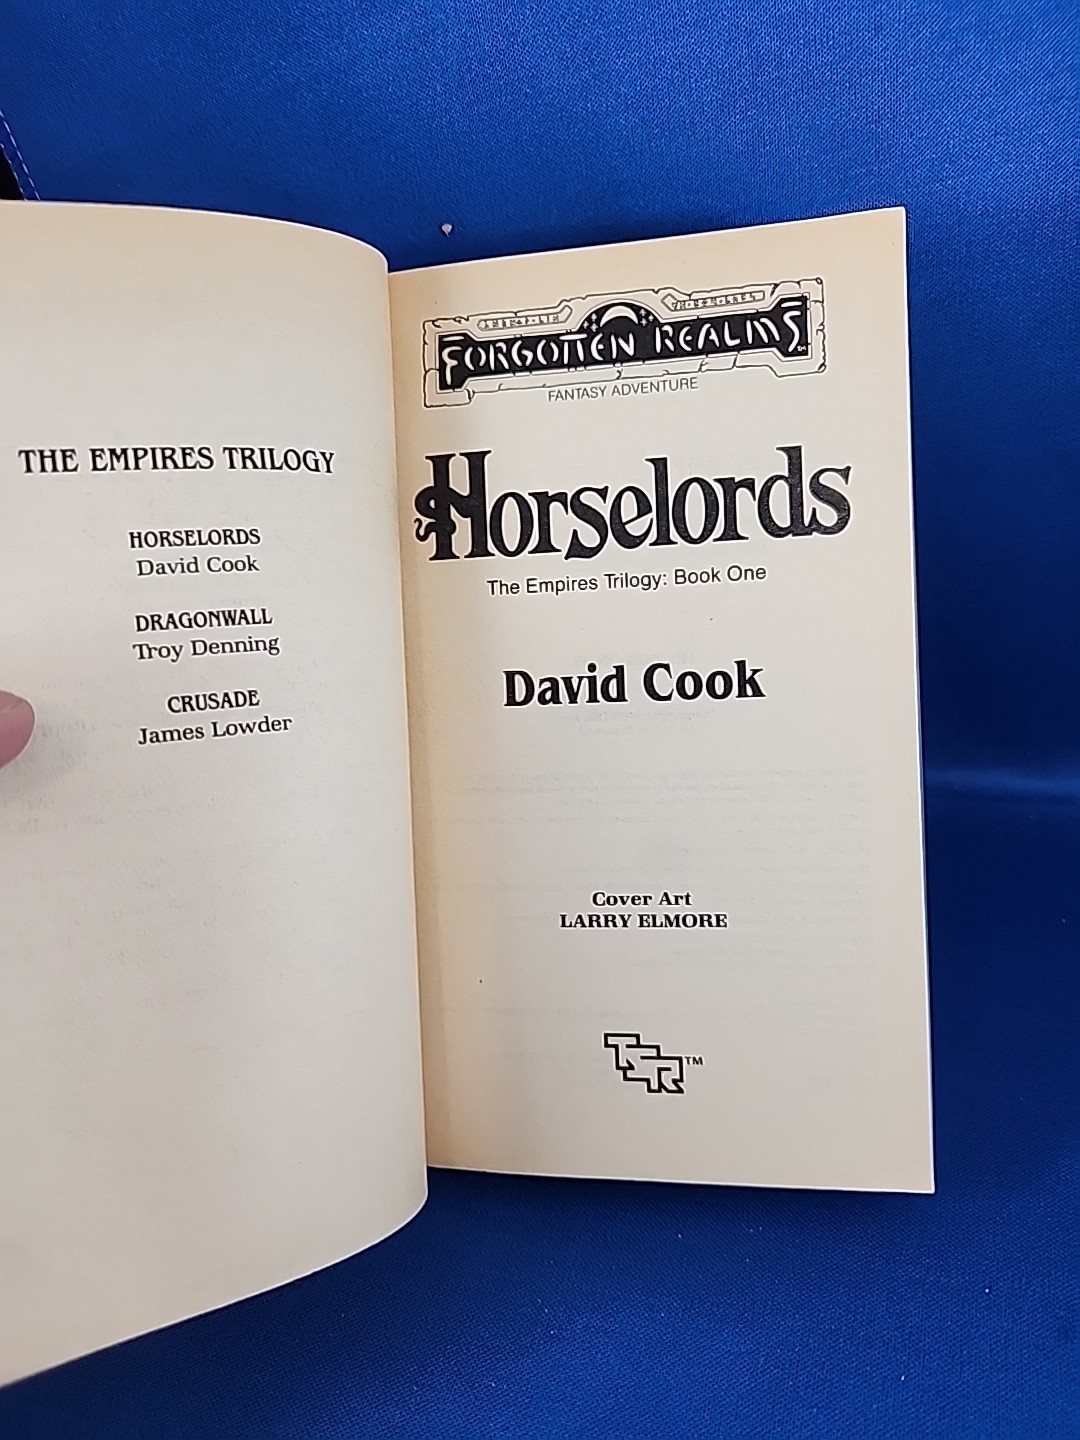 THE EMPIRES TRILOGY
HORSELORDS
David Cook
DRAGONWALL
Troy Denning
CRUSADE
James Lowder
FORGOTTEN REALMS
FANTASY ADVENTURE
Horselords
The Empires Trilogy: Book One
David Cook
Cover Art
LARRY ELMORE
TSR™